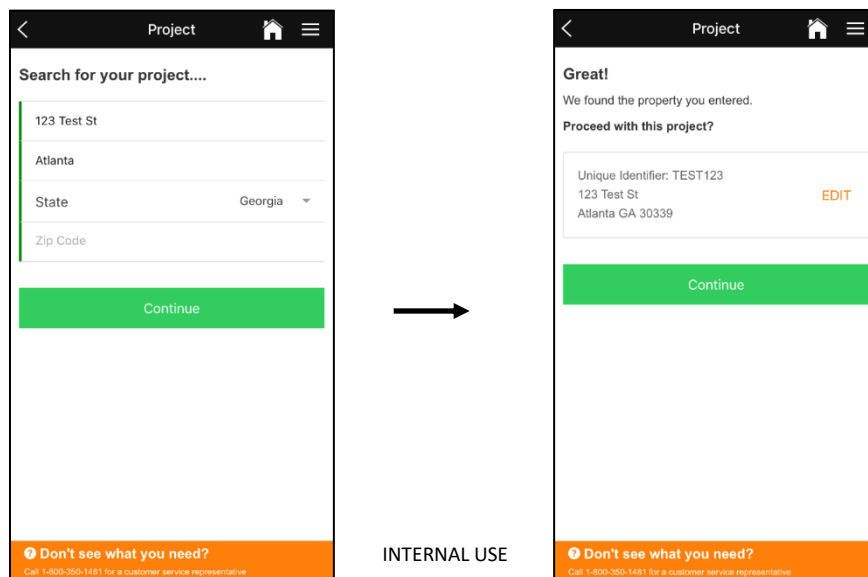 Project
Search for your project....
123 Test St
Atlanta
State Georgia
Zip Code
Continue
Don't see what you need?
Call 1-800-350-1481 for a customer service representative
INTERNAL USE
Project
Great!
We found the property you entered.
Proceed with this project?
Unique Identifier: TEST123
123 Test St
Atlanta GA 30339
EDIT
Continue
Don't see what you need?
Call 1-800-350-1481 for a customer service representative